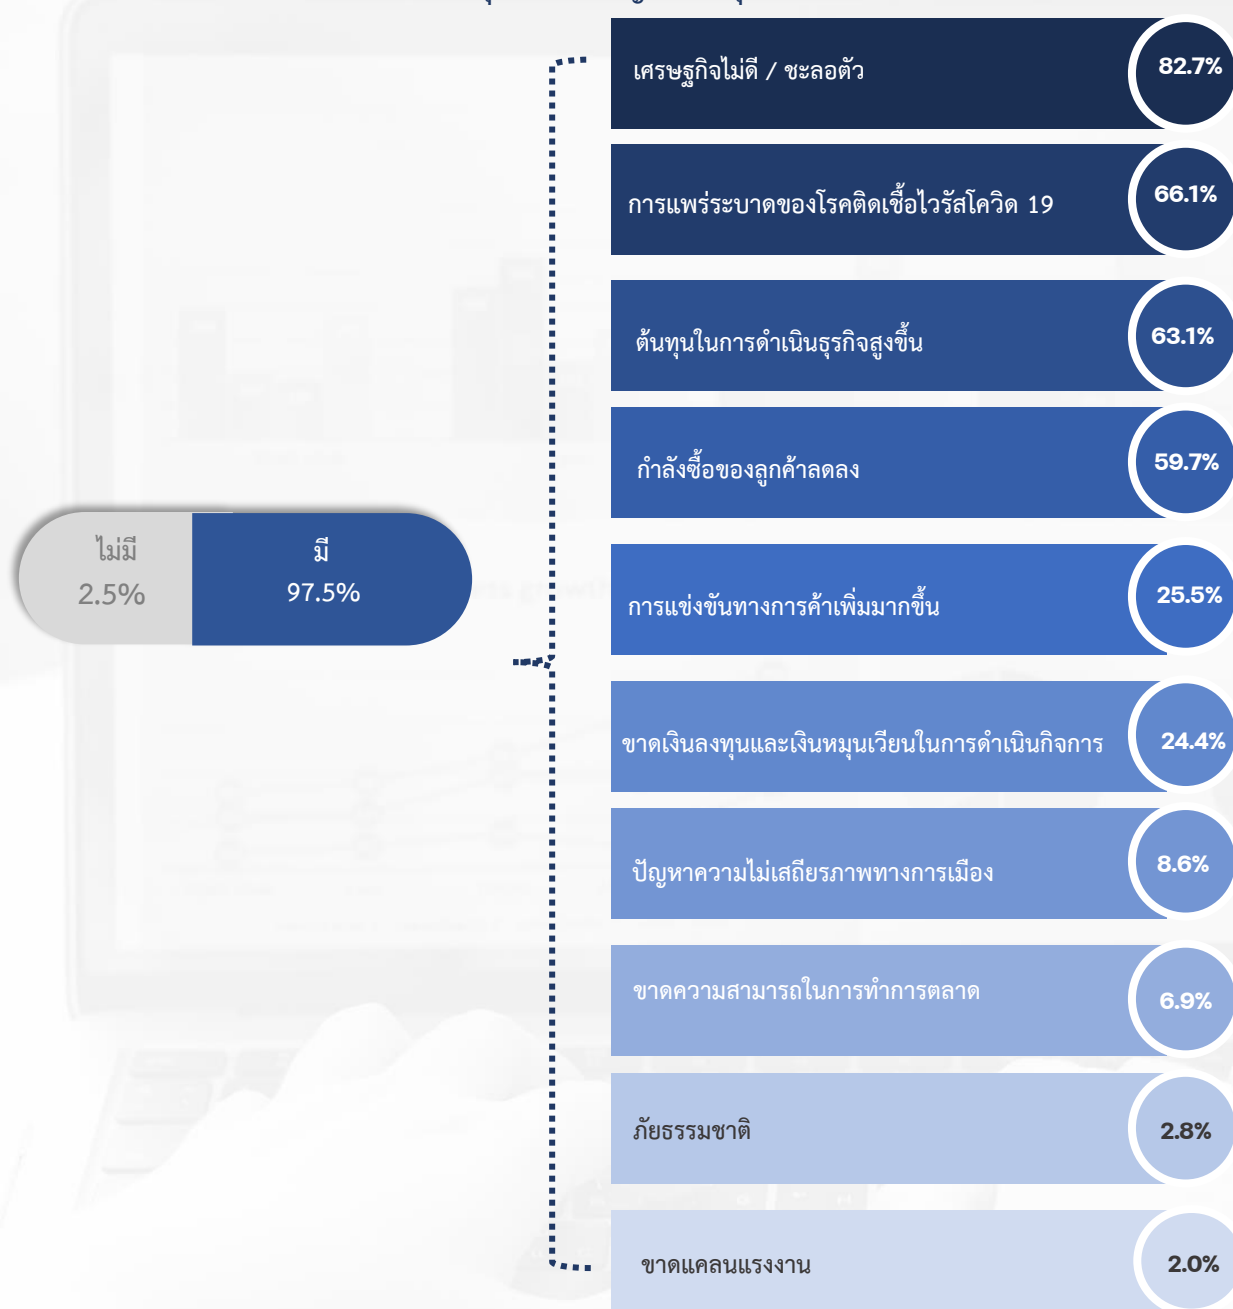 ไม่มี
2.5%
มี
97.5%
เศรษฐกิจไม่ดี / ชะลอตัว
82.7%
การแพร่ระบาดของโรคติดเชื้อไวรัสโควิด 19
66.1%
ต้นทุนในการดำเนินธุรกิจสูงขึ้น
63.1%
กำลังซื้อของลูกค้าลดลง
59.7%
การแข่งขันทางการค้าเพิ่มมากขึ้น
25.5%
ขาดเงินลงทุนและเงินหมุนเวียนในการดำเนินกิจการ
24.4%
ปัญหาความไม่เสถียรภาพทางการเมือง
8.6%
ขาดความสามารถในการทำการตลาด
6.9%
ภัยธรรมชาติ
2.8%
ขาดแคลนแรงงาน
2.0%